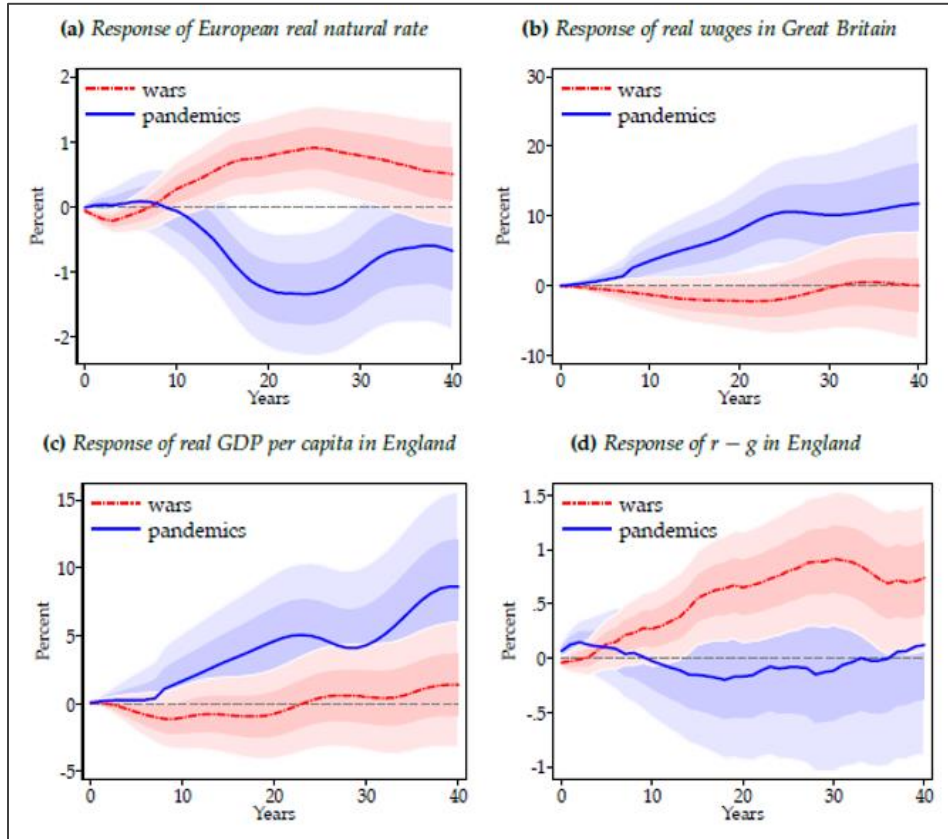 (a) Response of European real natural rate
2
1
0
-1
-2
Percent
wars
pandemics
0 10 20 30 40
Years
(b) Response of real wages in Great Britain
30
20
10
0
-10
Percent
wars
pandemics
0 10 20 30 40
Years
(c) Response of real GDP per capita in England
15
10
5
0
-5
Percent
wars
pandemics
0 10 20 30 40
Years
(d) Response of r − g in England
1.5
1
.5
0
-.5
-1
Percent
wars
pandemics
0 10 20 30 40
Years